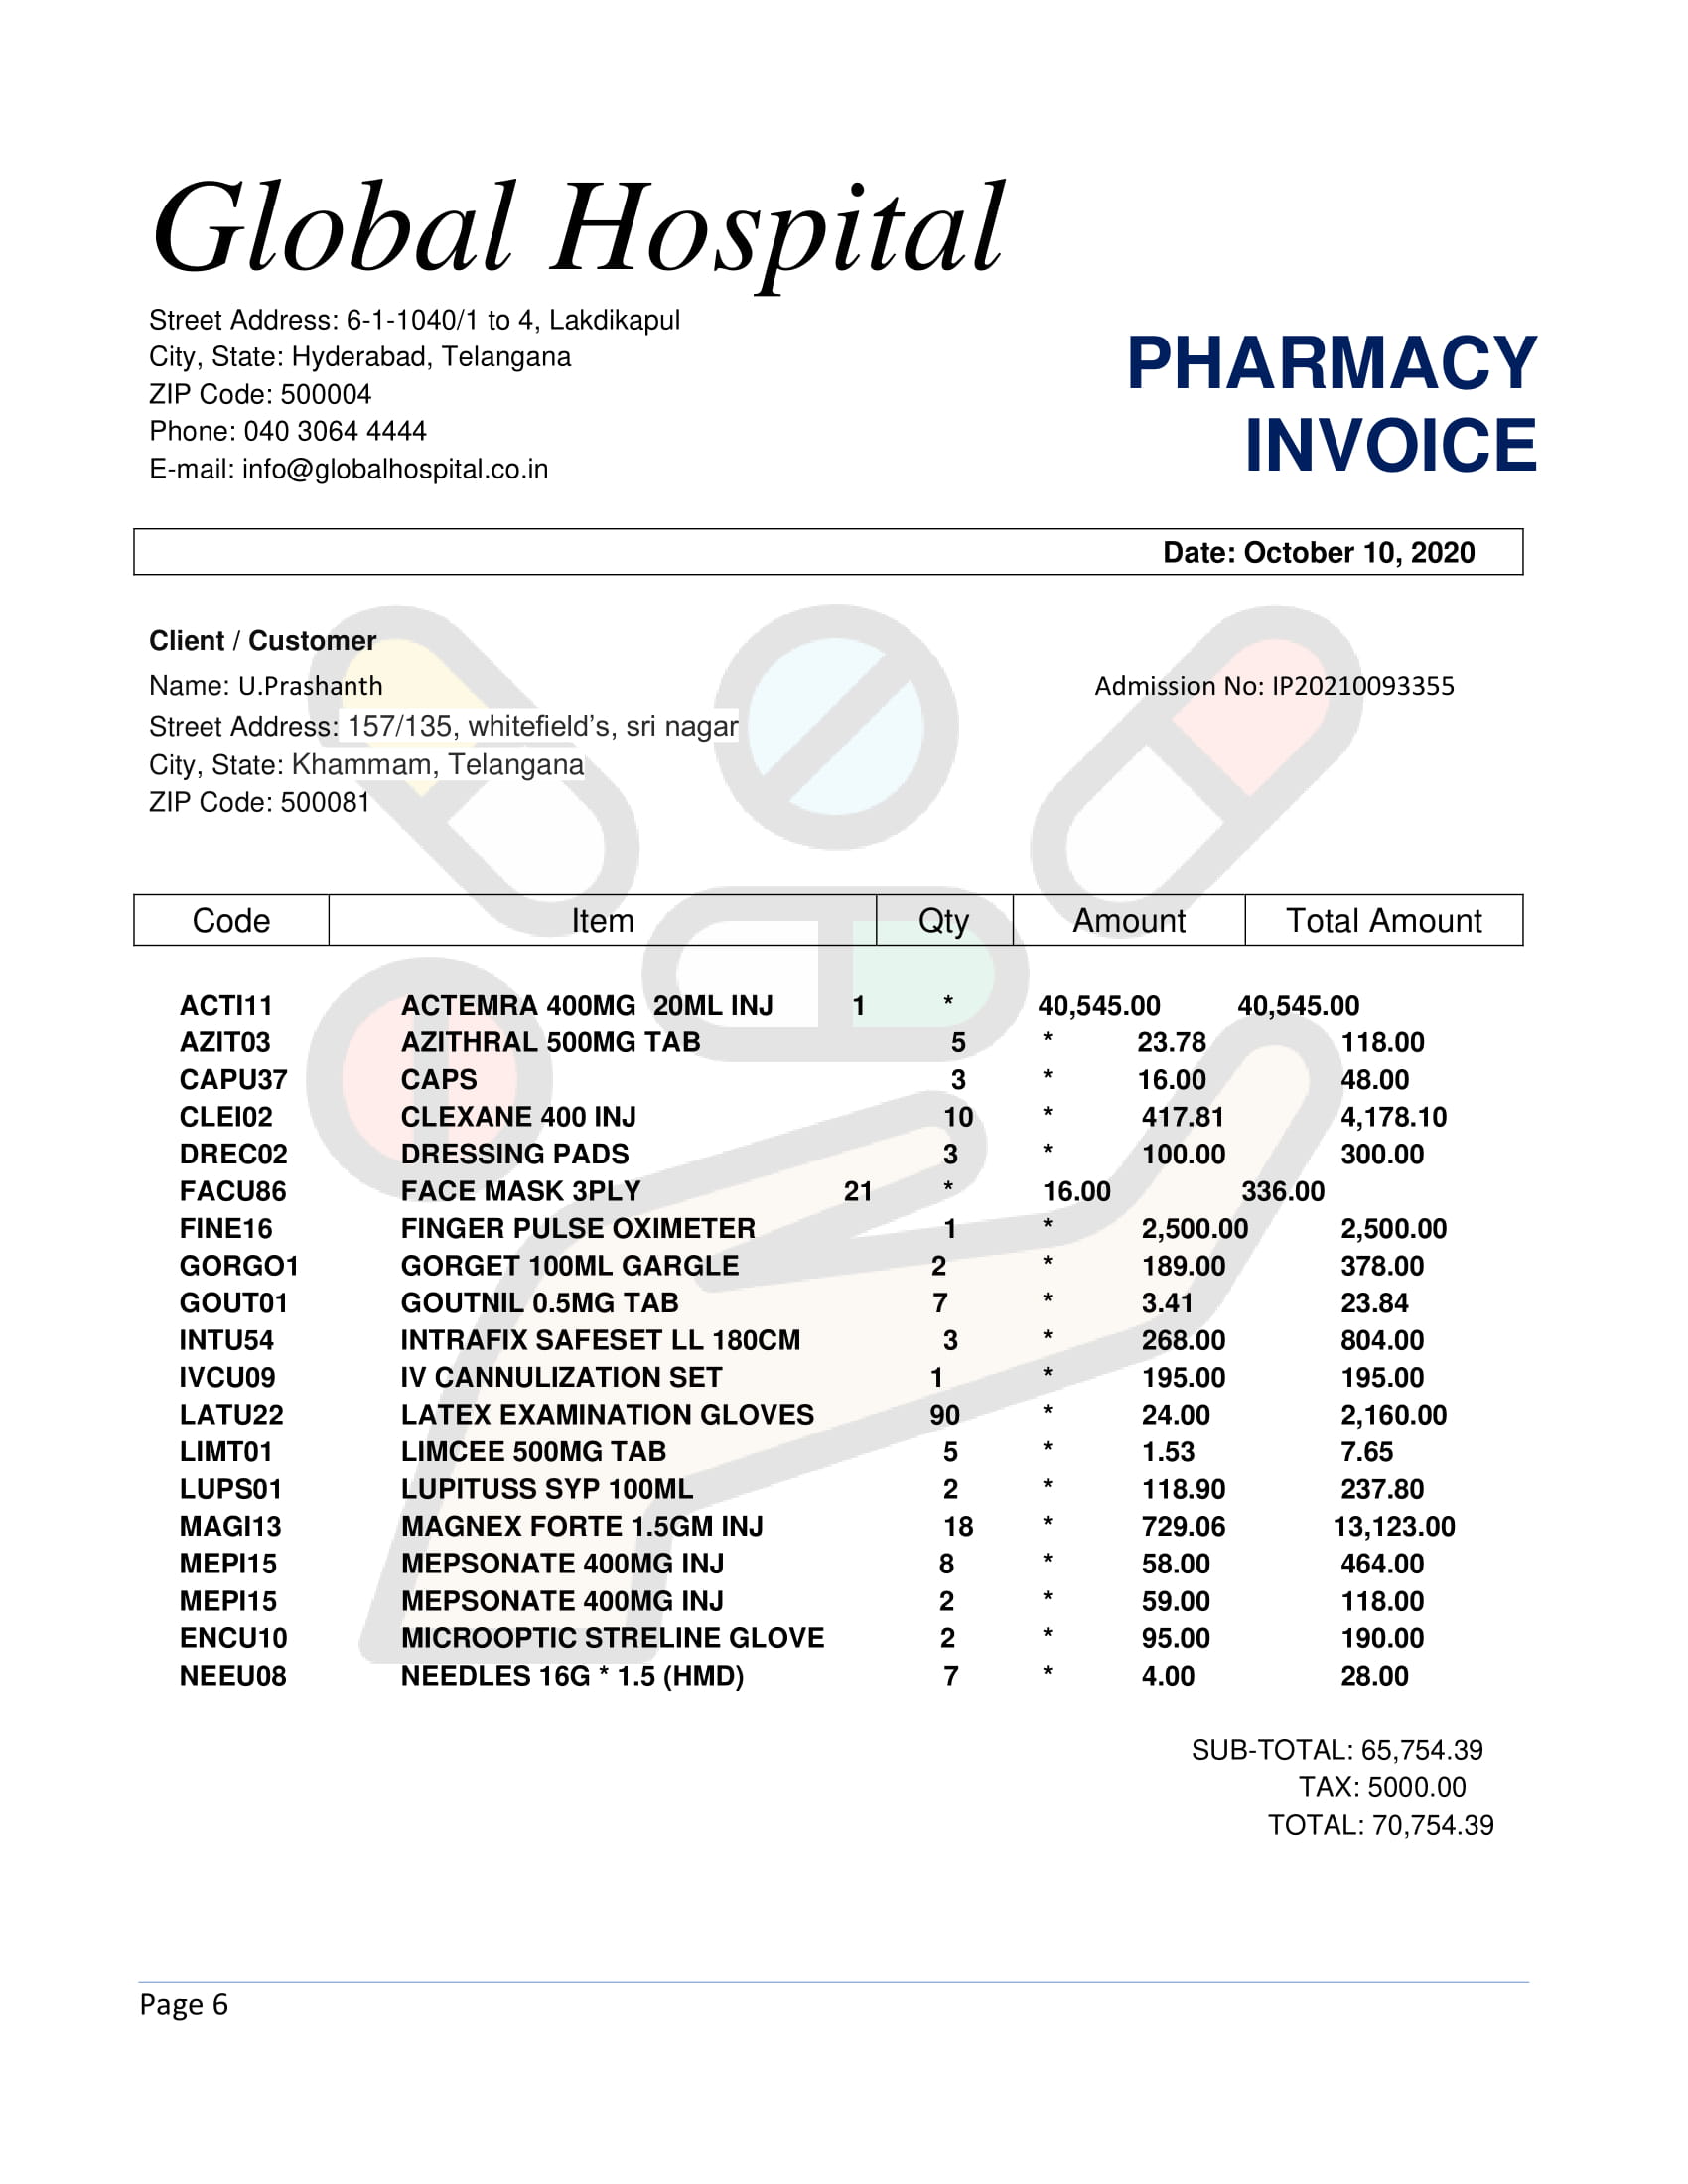 Global Hospital
Street Address: 6-1-1040/1 to 4, Lakdikapul
City, State: Hyderabad, Telangana
ZIP Code: 500004
Phone: 040 3064 4444
E-mail: info@globalhospital.co.in
PHARMACY
INVOICE
Date: October 10, 2020
Client / Customer
Name: U.Prashanth Admission No: IP20210093355
Street Address: 157/135, whitefield’s, sri nagar
City, State: Khammam, Telangana
ZIP Code: 500081
Code Item Qty Amount Total Amount
ACTI11 ACTEMRA 400MG 20ML INJ 1 * 40,545.00 40,545.00
AZIT03 AZITHRAL 500MG TAB 5 * 23.78 118.00
CAPU37 CAPS 3 * 16.00 48.00
CLEI02 CLEXANE 400 INJ 10 * 417.81 4,178.10
DREC02 DRESSING PADS 3 * 100.00 300.00
FACU86 FACE MASK 3PLY 21 * 16.00 336.00
FINE16 FINGER PULSE OXIMETER 1 * 2,500.00 2,500.00
GORGO1 GORGET 100ML GARGLE 2 * 189.00 378.00
GOUT01 GOUTNIL 0.5MG TAB 7 * 3.41 23.84
INTU54 INTRAFIX SAFESET LL 180CM 3 * 268.00 804.00
IVCU09 IV CANNULIZATION SET 1 * 195.00 195.00
LATU22 LATEX EXAMINATION GLOVES 90 * 24.00 2,160.00
LIMT01 LIMCEE 500MG TAB 5 * 1.53 7.65
LUPS01 LUPITUSS SYP 100ML 2 * 118.90 237.80
MAGI13 MAGNEX FORTE 1.5GM INJ 18 * 729.06 13,123.00
MEPI15 MEPSONATE 400MG INJ 8 * 58.00 464.00
MEPI15 MEPSONATE 400MG INJ 2 * 59.00 118.00
ENCU10 MICROOPTIC STRELINE GLOVE 2 * 95.00 190.00
NEEU08 NEEDLES 16G * 1.5 (HMD) 7 * 4.00 28.00
SUB-TOTAL: 65,754.39
TAX: 5000.00
TOTAL: 70,754.39
Page 6